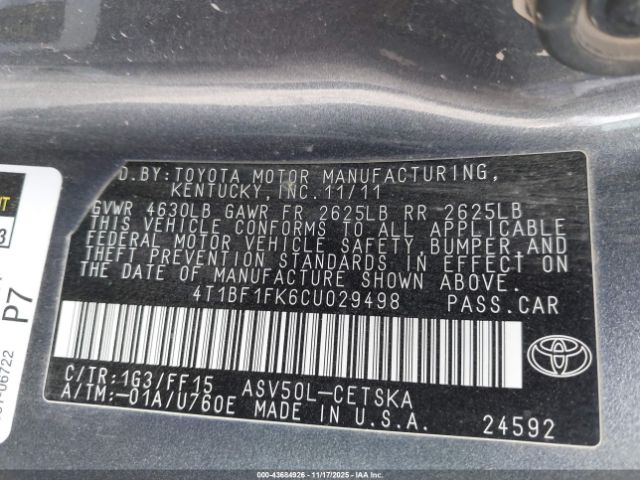 D.BY:TOYOTA MOTOR MANUFACTURING,
KENTUCKY, INC.11/11
GVWR 4630LB GAWR FR 2625LB RR 2625LB
THIS VEHICLE CONFORMS TO ALL APPLICABLE
FEDERAL MOTOR VEHICLE SAFETY, BUMPER AND
THEFT PREVENTION STANDARDS IN EFFECT ON
THE DATE OF MANUFACTURE SHOWN ABOVE.
4T1BF1FK6CU029498 PASS.CAR
C/TR:1G3/FF15 ASV50L-CETSKA
A/TM:-01A/U760E MADE IN U.S.A. 24592
P7
06722
IAA 43684926 - 11/17/2025 - Copart